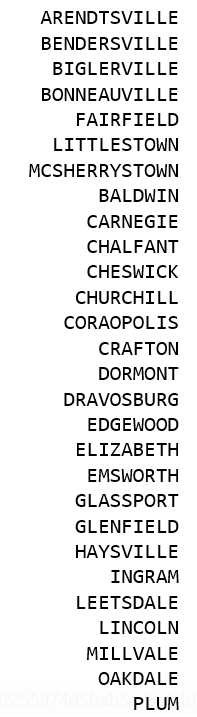 ARENDTSVILLE
BENDERSVILLE
BIGLERVILLE
BONNEAUVILLE
FAIRFIELD
LITTLESTOWN
MCSHERRYSTOWN
BALDWIN
CARNEGIE
CHALFANT
CHESWICK
CHURCHILL
CORAOPOLIS
CRAFTON
DORMONT
DRAVOSBURG
EDGEWOOD
ELIZABETH
EMSWORTH
GLASSPORT
GLENFIELD
HAYSVILLE
INGRAM
LEETSDALE
LINCOLN
MILLVALE
OAKDALE
PLUM